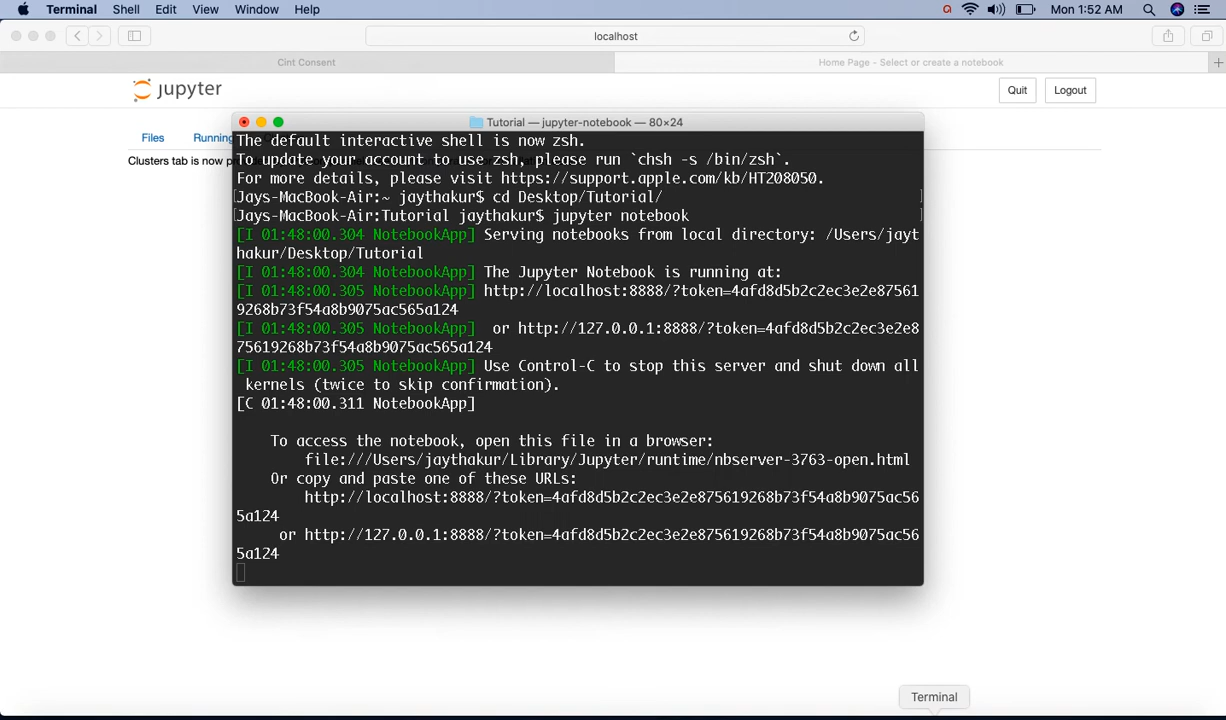 Terminal Shell Edit View Window Help Mon 1:52 AM
localhost
Cint Consent Home Page - Select or create a notebook
jupyter Quit Logout
Tutorial — jupyter-notebook — 80×24
Files Running
Clusters tab is now pr
The default interactive shell is now zsh.
To update your account to use zsh, please run `chsh -s /bin/zsh`.
For more details, please visit https://support.apple.com/kb/HT208050.
[Jays-MacBook-Air:~ jaythakur$ cd Desktop/Tutorial/ ]
[Jays-MacBook-Air:Tutorial jaythakur$ jupyter notebook ]
[I 01:48:00.304 NotebookApp] Serving notebooks from local directory: /Users/jayt
hakur/Desktop/Tutorial
[I 01:48:00.304 NotebookApp] The Jupyter Notebook is running at:
[I 01:48:00.305 NotebookApp] http://localhost:8888/?token=4afd8d5b2c2ec3e2e87561
9268b73f54a8b9075ac565a124
[I 01:48:00.305 NotebookApp]  or http://127.0.0.1:8888/?token=4afd8d5b2c2ec3e2e8
75619268b73f54a8b9075ac565a124
[I 01:48:00.305 NotebookApp] Use Control-C to stop this server and shut down all
kernels (twice to skip confirmation).
[C 01:48:00.311 NotebookApp]
To access the notebook, open this file in a browser:
file:///Users/jaythakur/Library/Jupyter/runtime/nbserver-3763-open.html
Or copy and paste one of these URLs:
http://localhost:8888/?token=4afd8d5b2c2ec3e2e875619268b73f54a8b9075ac56
5a124
or http://127.0.0.1:8888/?token=4afd8d5b2c2ec3e2e875619268b73f54a8b9075ac56
5a124
Terminal